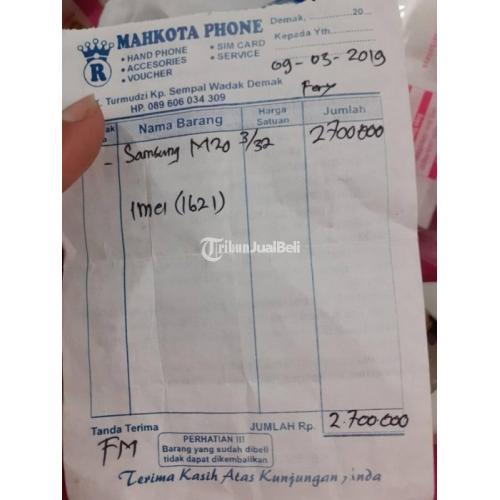 MAHKOTA PHONE
R
• HAND PHONE • SIM CARD
• ACCESORIES • SERVICE
• VOUCHER
Demak, ............ 20...
Kepada Yth. ............
09-03-2019
Turmudzi Kp. Sempal Wadak Demak
HP. 089 606 034 309
Nama Barang Harga Satuan Jumlah
- Samsung M20 3/32 2700000
Imei (1621)
TribunJualBeli
Tanda Terima JUMLAH Rp. 2.700.000
FM
PERHATIAN !!!
Barang yang sudah dibeli
tidak dapat dikembalikan
Terima Kasih Atas Kunjungan